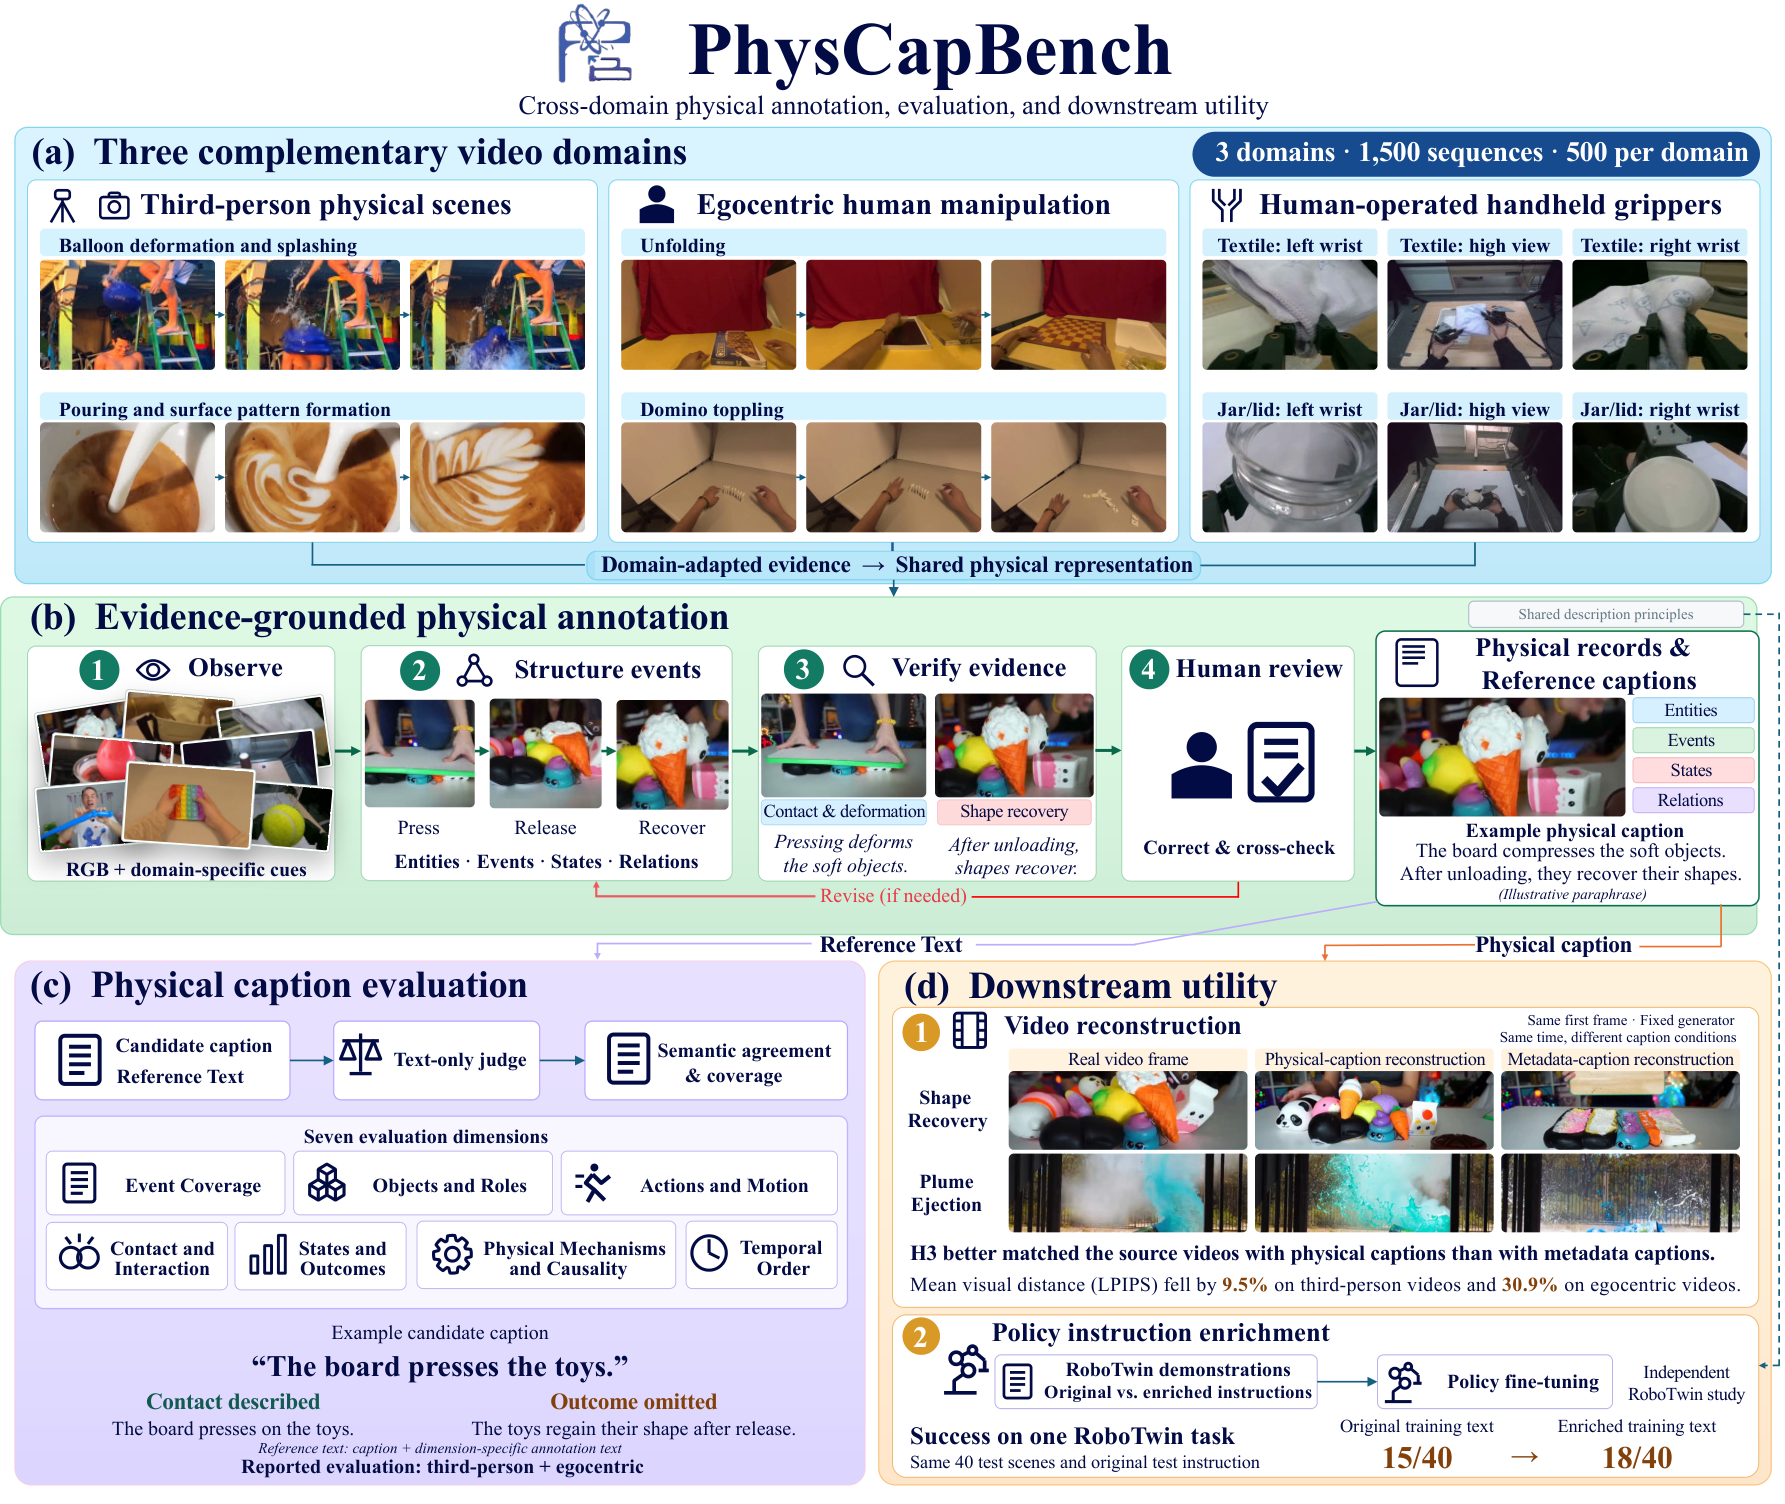 PhysCapBench
Cross-domain physical annotation, evaluation, and downstream utility
(a) Three complementary video domains
3 domains · 1,500 sequences · 500 per domain
Third-person physical scenes
Balloon deformation and splashing
Pouring and surface pattern formation
Egocentric human manipulation
Unfolding
Domino toppling
Human-operated handheld grippers
Textile: left wrist
Textile: high view
Textile: right wrist
Jar/lid: left wrist
Jar/lid: high view
Jar/lid: right wrist
Domain-adapted evidence → Shared physical representation
(b) Evidence-grounded physical annotation
Shared description principles
1 Observe
RGB + domain-specific cues
2 Structure events
Press
Release
Recover
Entities · Events · States · Relations
3 Verify evidence
Contact & deformation
Shape recovery
Pressing deforms
the soft objects.
After unloading,
shapes recover.
4 Human review
Correct & cross-check
Revise (if needed)
Physical records &
Reference captions
Entities
Events
States
Relations
Example physical caption
The board compresses the soft objects.
After unloading, they recover their shapes.
(Illustrative paraphrase)
Reference Text
Physical caption
(c) Physical caption evaluation
Candidate caption
Reference Text
Text-only judge
Semantic agreement
& coverage
Seven evaluation dimensions
Event Coverage
Objects and Roles
Actions and Motion
Contact and
Interaction
States and
Outcomes
Physical Mechanisms
and Causality
Temporal
Order
Example candidate caption
“The board presses the toys.”
Contact described
The board presses on the toys.
Outcome omitted
The toys regain their shape after release.
Reference text: caption + dimension-specific annotation text
Reported evaluation: third-person + egocentric
(d) Downstream utility
1 Video reconstruction
Same first frame · Fixed generator
Same time, different caption conditions
Real video frame
Physical-caption reconstruction
Metadata-caption reconstruction
Shape
Recovery
Plume
Ejection
H3 better matched the source videos with physical captions than with metadata captions.
Mean visual distance (LPIPS) fell by 9.5% on third-person videos and 30.9% on egocentric videos.
2 Policy instruction enrichment
RoboTwin demonstrations
Original vs. enriched instructions
Policy fine-tuning
Independent
RoboTwin study
Success on one RoboTwin task
Same 40 test scenes and original test instruction
Original training text
15/40
→
Enriched training text
18/40